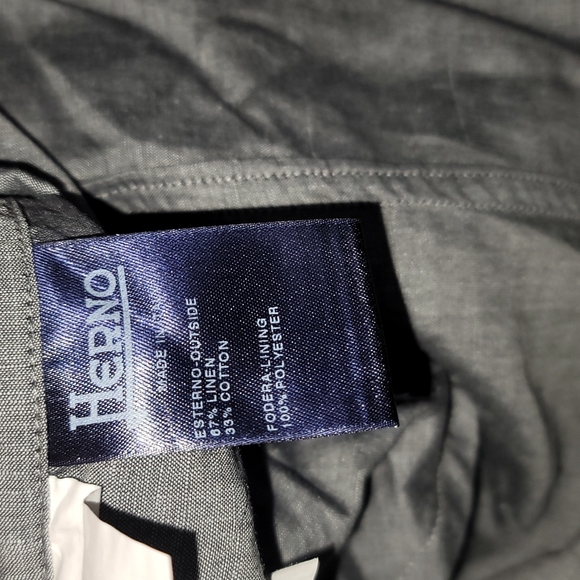 HERNO
MADE IN
ESTERNO-OUTSIDE
67% LINEN
33% COTTON
FODERA-LINING
100% POLYESTER